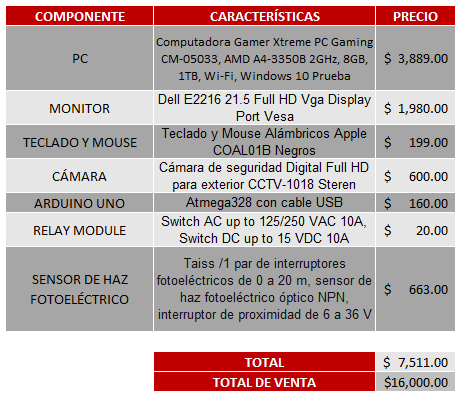 COMPONENTE CARACTERÍSTICAS PRECIO
PC
Computadora Gamer Xtreme PC Gaming
CM-05033, AMD A4-3350B 2GHz, 8GB,
1TB, Wi-Fi, Windows 10 Prueba
$ 3,889.00
MONITOR
Dell E2216 21.5 Full HD Vga Display
Port Vesa
$ 1,980.00
TECLADO Y MOUSE
Teclado y Mouse Alámbricos Apple
COAL01B Negros
$ 199.00
CÁMARA
Cámara de seguridad Digital Full HD
para exterior CCTV-1018 Steren
$ 600.00
ARDUINO UNO Atmega328 con cable USB $ 160.00
RELAY MODULE
Switch AC up to 125/250 VAC 10A,
Switch DC up to 15 VDC 10A
$ 20.00
SENSOR DE HAZ
FOTOELÉCTRICO
Taiss /1 par de interruptores
fotoeléctricos de 0 a 20 m, sensor de
haz fotoeléctrico óptico NPN,
interruptor de proximidad de 6 a 36 V
$ 663.00
TOTAL $ 7,511.00
TOTAL DE VENTA $16,000.00